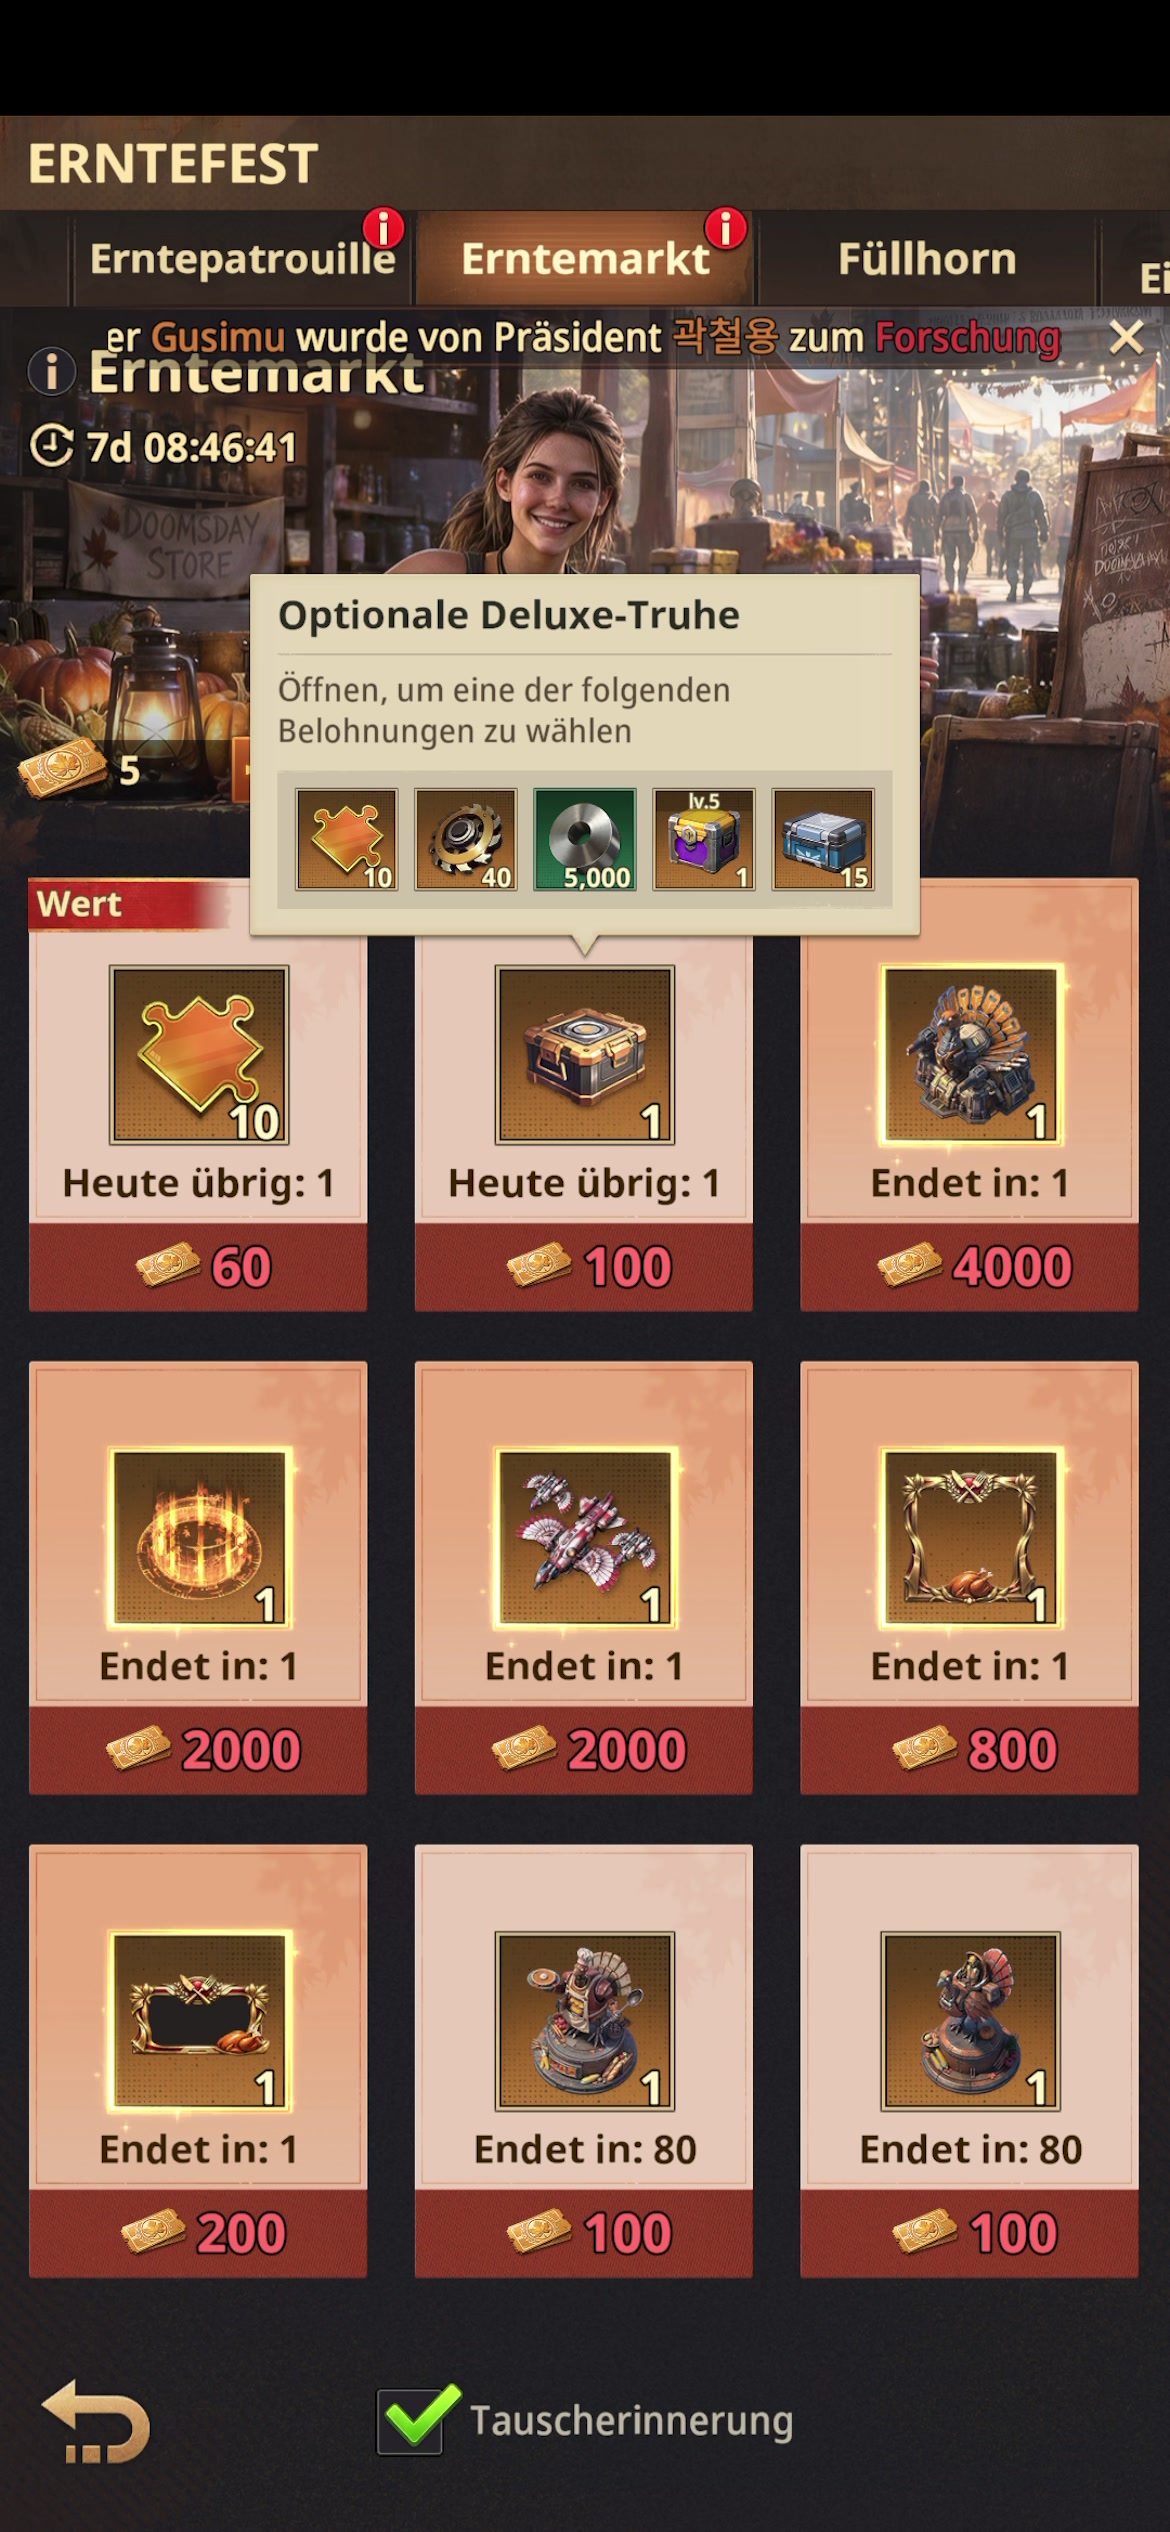 ERNTEFEST
Erntepatrouille
Erntemarkt
Füllhorn
Ei
er Gusimu wurde von Präsident 곽철용 zum Forschung
Erntemarkt
7d 08:46:41
DOOMSDAY
STORE
5
Optionale Deluxe-Truhe
Öffnen, um eine der folgenden
Belohnungen zu wählen
10
40
5,000
lv.5
1
15
Wert
10
1
1
Heute übrig: 1
Heute übrig: 1
Endet in: 1
60
100
4000
1
1
1
Endet in: 1
Endet in: 1
Endet in: 1
2000
2000
800
1
1
1
Endet in: 1
Endet in: 80
Endet in: 80
200
100
100
Tauscherinnerung